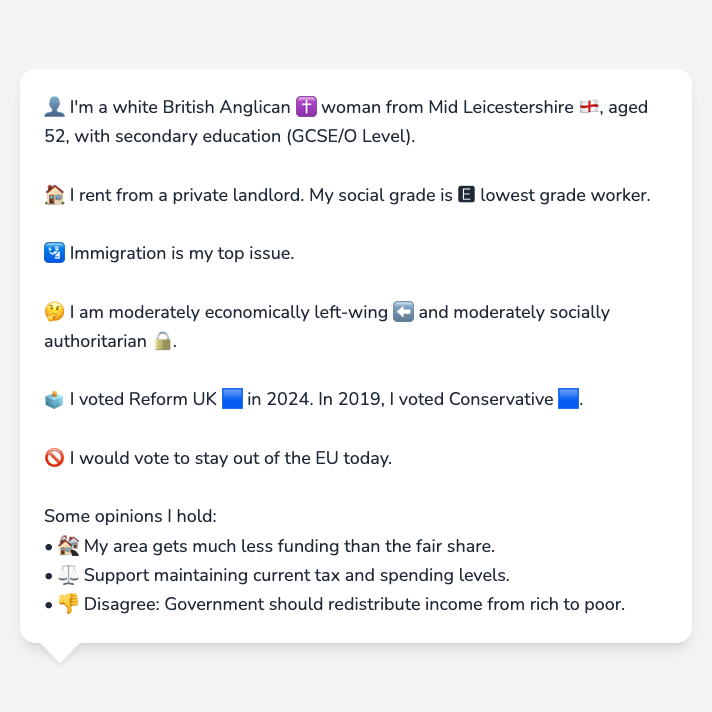 👤 I'm a white British Anglican ✝️ woman from Mid Leicestershire 🏴󠁧󠁢󠁥󠁮󠁧󠁿, aged
52, with secondary education (GCSE/O Level).
🏠 I rent from a private landlord. My social grade is 🅴 lowest grade worker.
🛂 Immigration is my top issue.
🤔 I am moderately economically left-wing ⬅️ and moderately socially
authoritarian 🔒.
🗳️ I voted Reform UK 🟦 in 2024. In 2019, I voted Conservative 🟦.
🚫 I would vote to stay out of the EU today.
Some opinions I hold:
• 🏘️ My area gets much less funding than the fair share.
• ⚖️ Support maintaining current tax and spending levels.
• 👎 Disagree: Government should redistribute income from rich to poor.